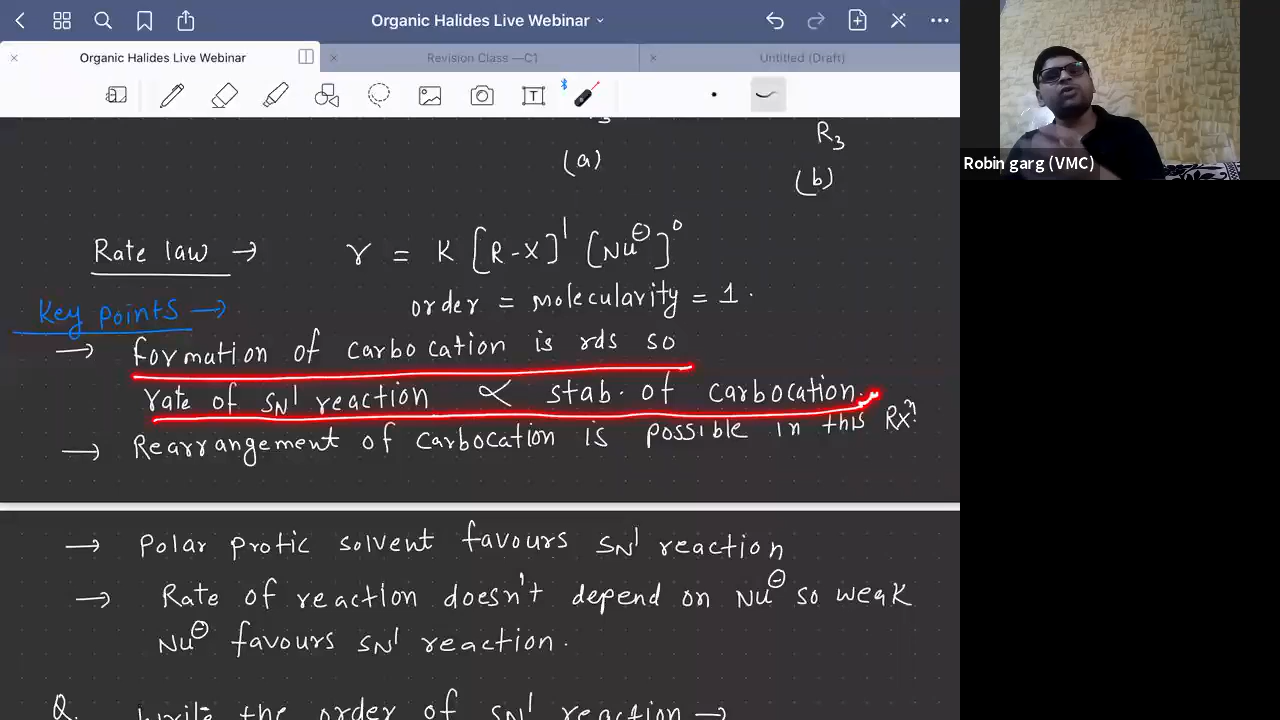 Organic Halides Live Webinar
Organic Halides Live Webinar
Revision Class —C1
Untitled (Draft)
T
Robin garg (VMC)
R3
(a)
(b)
Rate law → r = K [R-X]¹ [Nu⊖]⁰
order = molecularity = 1.
Key points →
→ formation of carbocation is rds so
rate of SN¹ reaction ∝ stab. of carbocation.
→ Rearrangement of carbocation is possible in this RXⁿ
→ Polar protic solvent favours SN¹ reaction
→ Rate of reaction doesn't depend on Nu⊖ so weak
Nu⊖ favours SN¹ reaction.
Q. Write the order of SN¹ reaction →